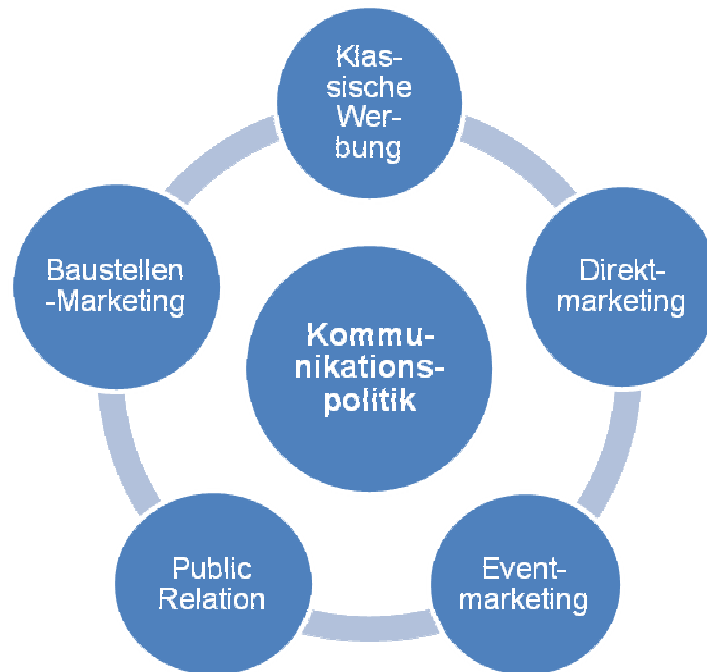 Klas-
sische
Wer-
bung
Direkt-
marketing
Event-
marketing
Public
Relation
Baustellen
-Marketing
Kommu-
nikations-
politik